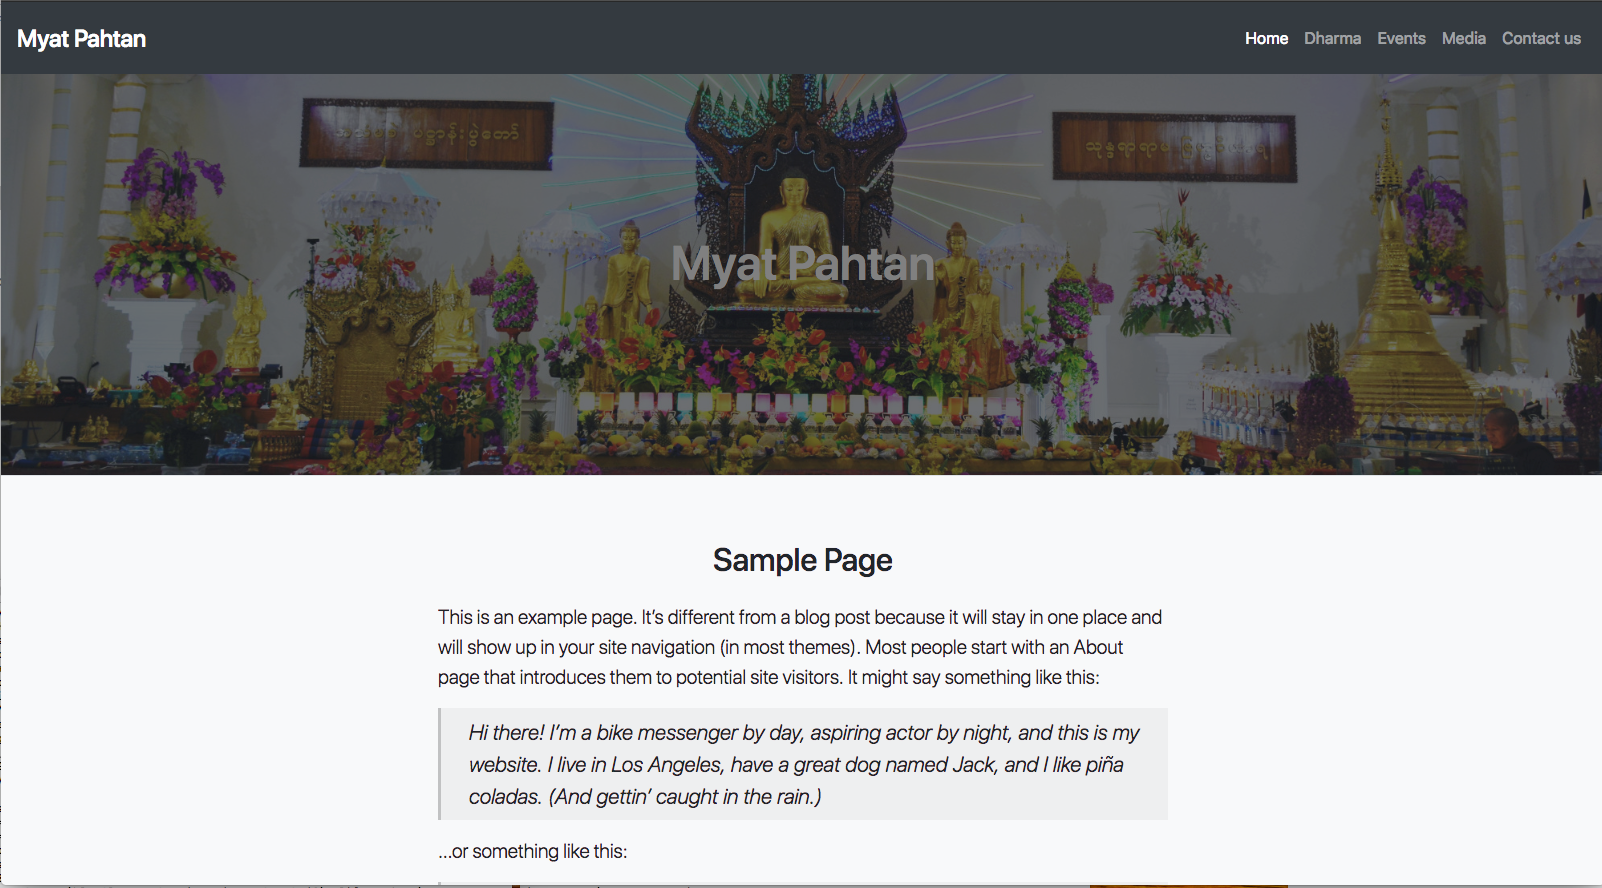 Myat Pahtan
Home Dharma Events Media Contact us
Myat Pahtan
Sample Page
This is an example page. It’s different from a blog post because it will stay in one place and
will show up in your site navigation (in most themes). Most people start with an About
page that introduces them to potential site visitors. It might say something like this:
Hi there! I’m a bike messenger by day, aspiring actor by night, and this is my
website. I live in Los Angeles, have a great dog named Jack, and I like piña
coladas. (And gettin’ caught in the rain.)
...or something like this: